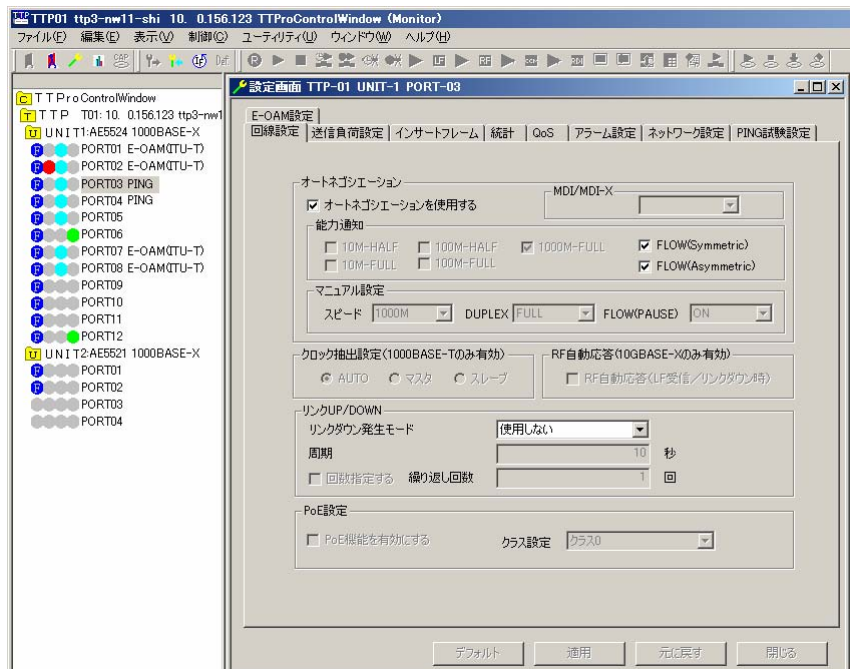 TTP01 ttp3-nw11-shi 10. 0.156.123 TTProControlWindow (Monitor)
ファイル(F) 編集(E) 表示(V) 制御(C) ユーティリティ(U) ウィンドウ(W) ヘルプ(H)
TTProControlWindow
TTP T01: 10. 0.156.123 ttp3-nw1
UNIT1:AE5524 1000BASE-X
PORT01 E-OAM(ITU-T)
PORT02 E-OAM(ITU-T)
PORT03 PING
PORT04 PING
PORT05
PORT06
PORT07 E-OAM(ITU-T)
PORT08 E-OAM(ITU-T)
PORT09
PORT10
PORT11
PORT12
UNIT2:AE5521 1000BASE-X
PORT01
PORT02
PORT03
PORT04
設定画面 TTP-01 UNIT-1 PORT-03
E-OAM設定
回線設定 送信負荷設定 インサートフレーム 統計 QoS アラーム設定 ネットワーク設定 PING試験設定
オートネゴシエーション
MDI/MDI-X
オートネゴシエーションを使用する
能力通知
10M-HALF 100M-HALF 1000M-FULL FLOW(Symmetric)
10M-FULL 100M-FULL FLOW(Asymmetric)
マニュアル設定
スピード 1000M DUPLEX FULL FLOW(PAUSE) ON
クロック抽出設定(1000BASE-Tのみ有効) RF自動応答(10GBASE-Xのみ有効)
AUTO マスタ スレーブ RF自動応答(LF受信/リンクダウン時)
リンクUP/DOWN
リンクダウン発生モード 使用しない
周期 10 秒
回数指定する 繰り返し回数 1 回
PoE設定
PoE機能を有効にする クラス設定 クラス0
デフォルト 適用 元に戻す 閉じる